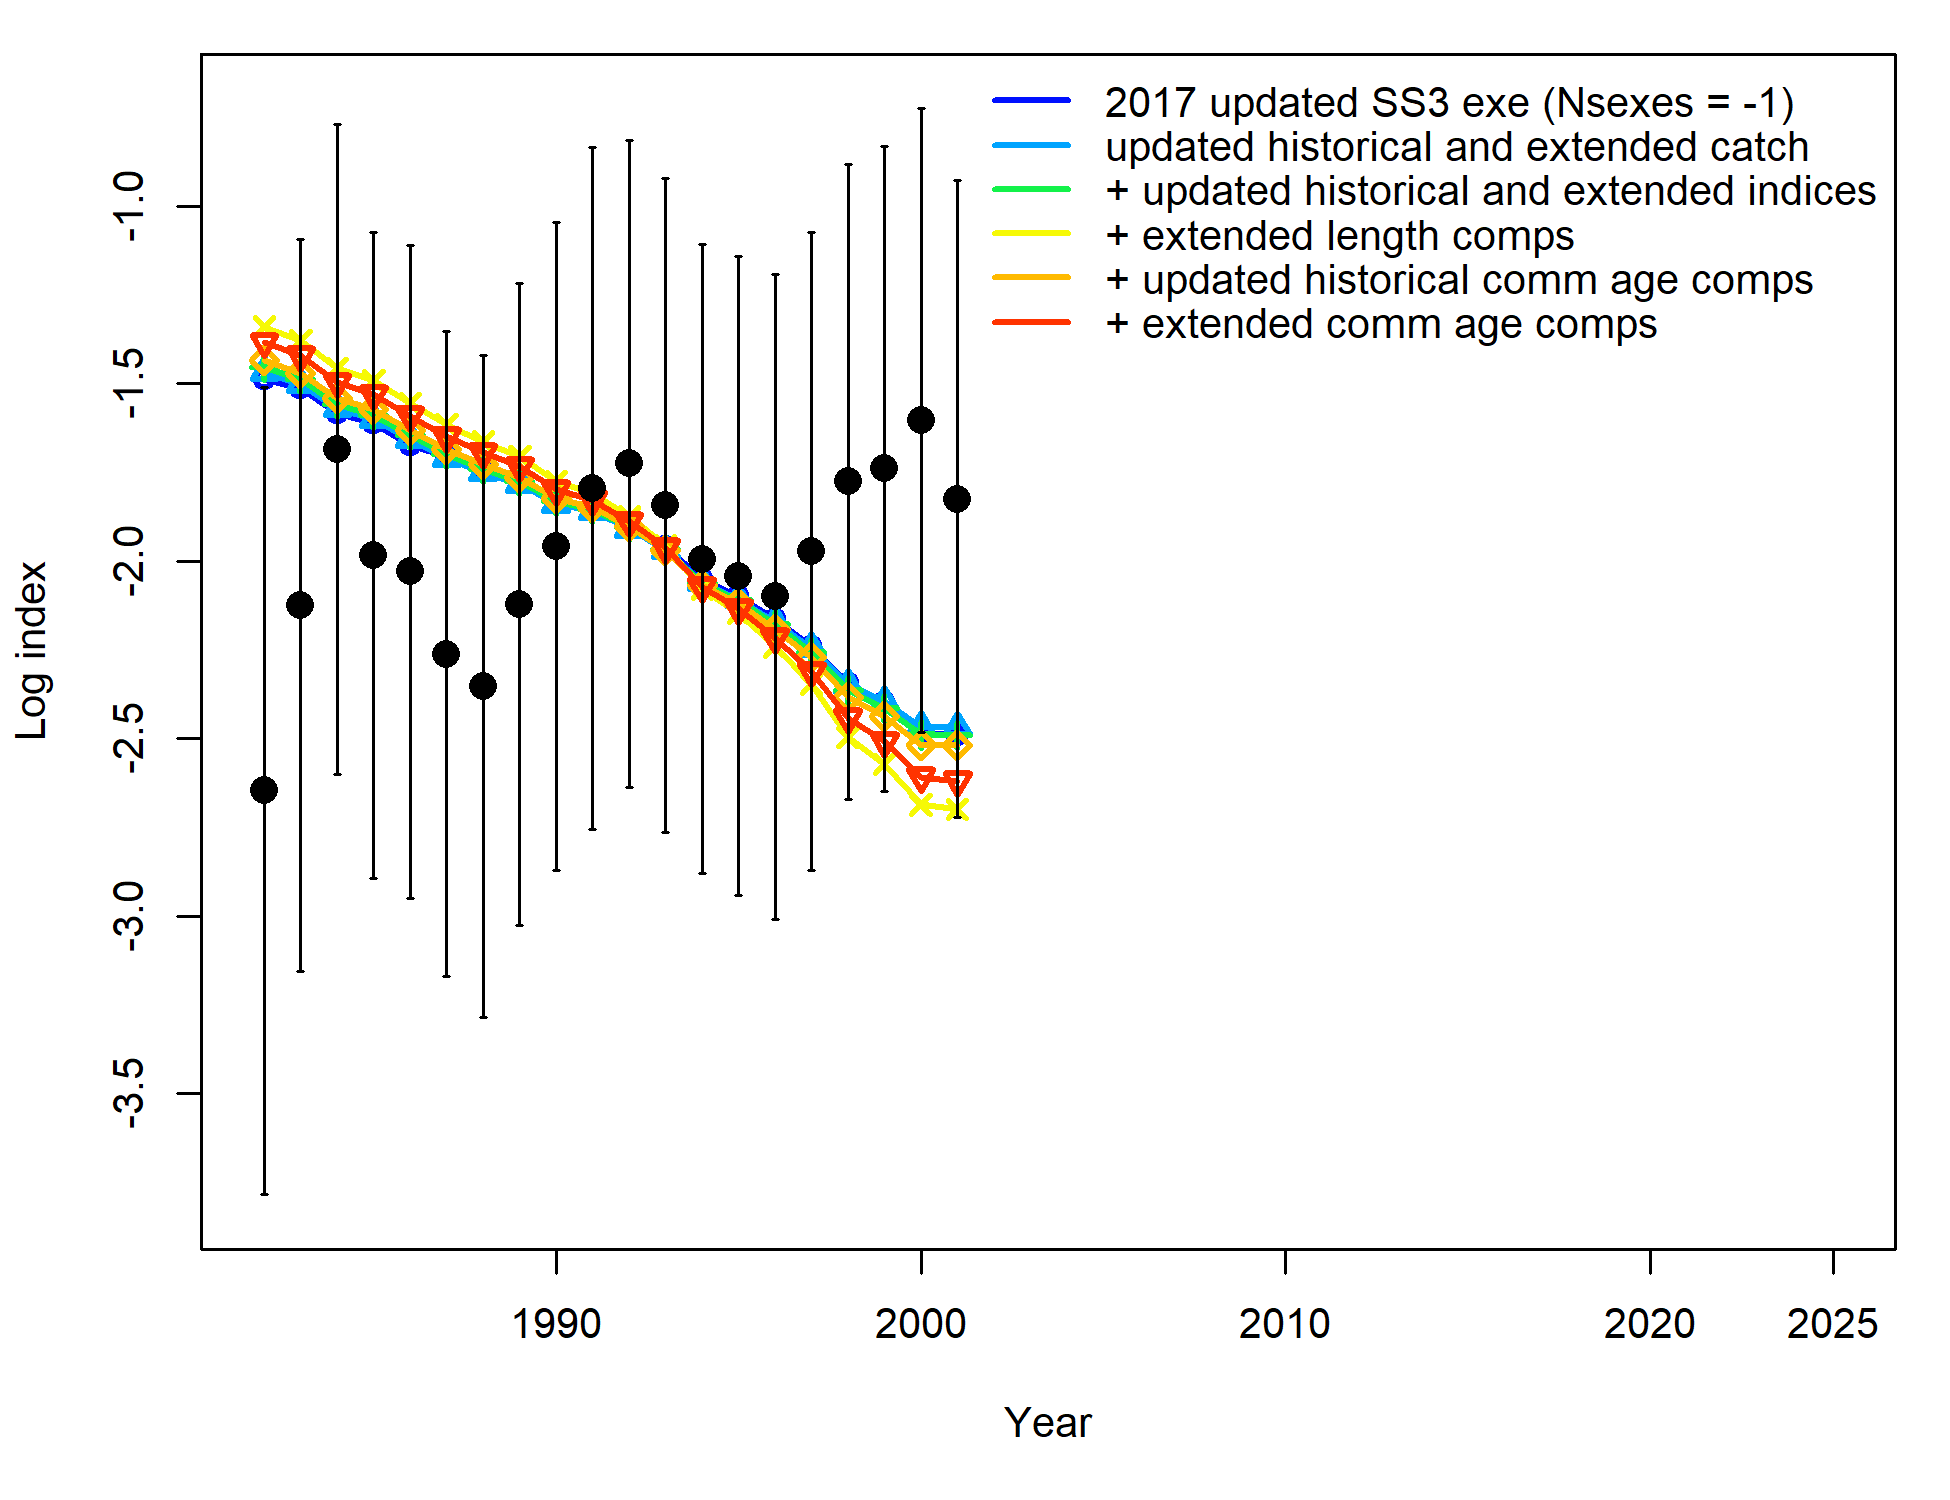 2017 updated SS3 exe (Nsexes = -1)
updated historical and extended catch
+ updated historical and extended indices
+ extended length comps
+ updated historical comm age comps
+ extended comm age comps
Log index
-1.0
-1.5
-2.0
-2.5
-3.0
-3.5
1990
2000
2010
2020
2025
Year